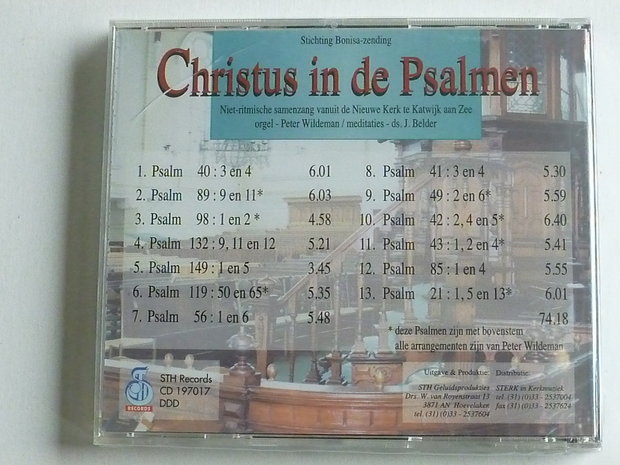 Stichting Bonisa-zending
Christus in de Psalmen
Niet-ritmische samenzang vanuit de Nieuwe Kerk te Katwijk aan Zee
orgel - Peter Wildeman / meditaties - ds. J. Belder
1. Psalm 40 : 3 en 4 6.01
2. Psalm 89 : 9 en 11* 6.03
3. Psalm 98 : 1 en 2 * 4.58
4. Psalm 132 : 9, 11 en 12 5.21
5. Psalm 149 : 1 en 5 3.45
6. Psalm 119 : 50 en 65* 5.35
7. Psalm 56 : 1 en 6 5.48
8. Psalm 41 : 3 en 4 5.30
9. Psalm 49 : 2 en 6* 5.59
10. Psalm 42 : 2, 4 en 5* 6.40
11. Psalm 43 : 1, 2 en 4* 5.41
12. Psalm 85 : 1 en 4 5.55
13. Psalm 21 : 1, 5 en 13* 6.01
74.18
* deze Psalmen zijn met bovenstem
alle arrangementen zijn van Peter Wildeman
STH Records
CD 197017
DDD
RECORDS
Uitgave & Produktie:
STH Geluidsprodukties
Drs. W. van Royenstraat 13
3871 AN Hoevelaken
tel. (31) (0)33 - 2537604
Distributie:
STERK in Kerkmuziek
tel. (31) (0)33 - 2537604
fax (31) (0)33 - 2537624